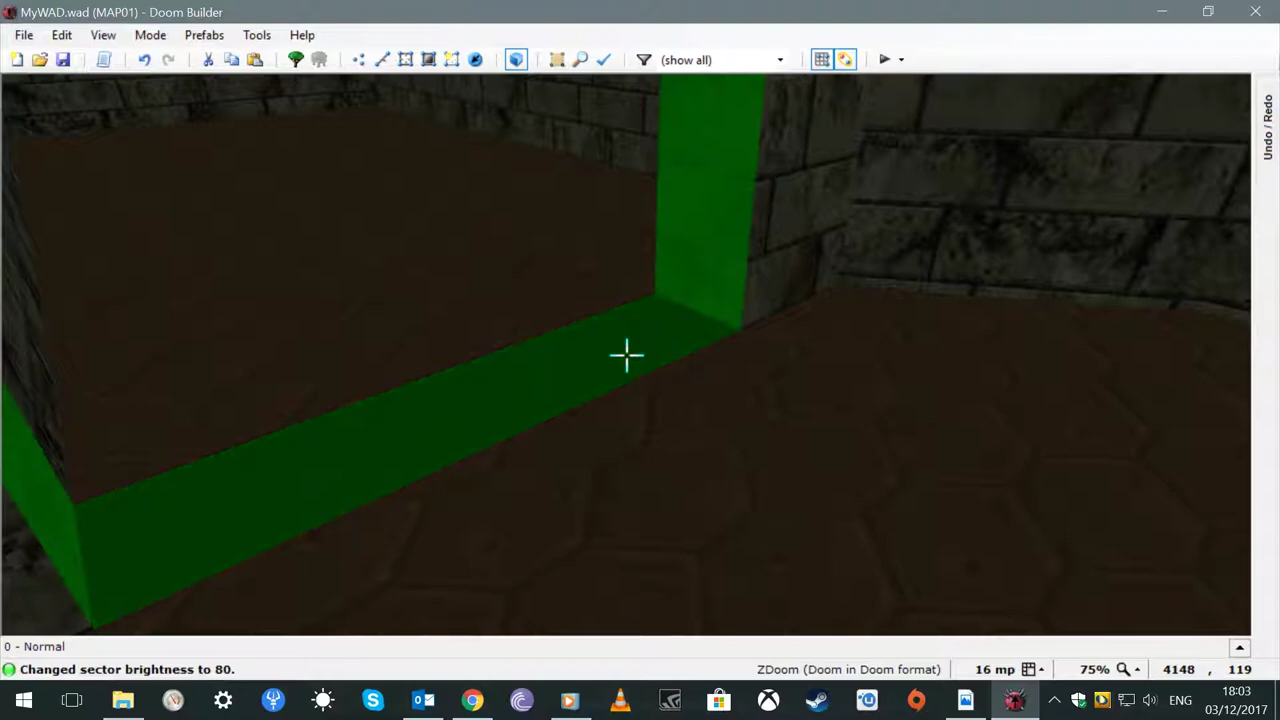 MyWAD.wad (MAP01) - Doom Builder
File Edit View Mode Prefabs Tools Help
(show all)
Undo / Redo
0 - Normal
Changed sector brightness to 80.
ZDoom (Doom in Doom format)
16 mp
75%
4148 , 119
ENG
18:03
03/12/2017